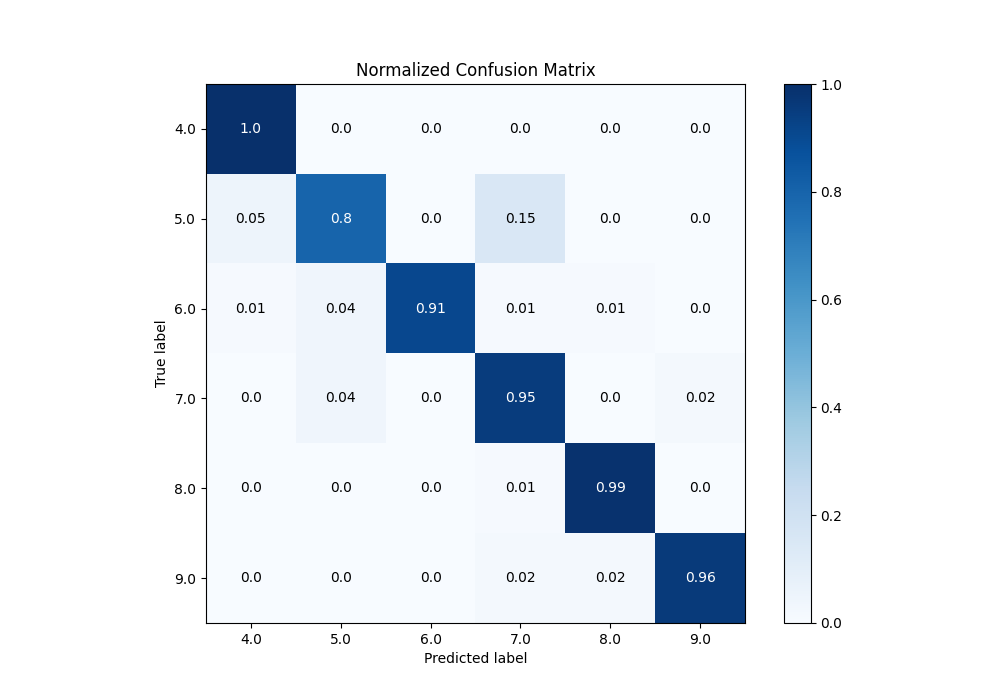 Normalized Confusion Matrix
1.0
4.0 1.0 0.0 0.0 0.0 0.0 0.0
0.8
5.0 0.05 0.8 0.0 0.15 0.0 0.0
0.6
True label
6.0 0.01 0.04 0.91 0.01 0.01 0.0
0.4
7.0 0.0 0.04 0.0 0.95 0.0 0.02
0.2
8.0 0.0 0.0 0.0 0.01 0.99 0.0
9.0 0.0 0.0 0.0 0.02 0.02 0.96
0.0
4.0 5.0 6.0 7.0 8.0 9.0
Predicted label